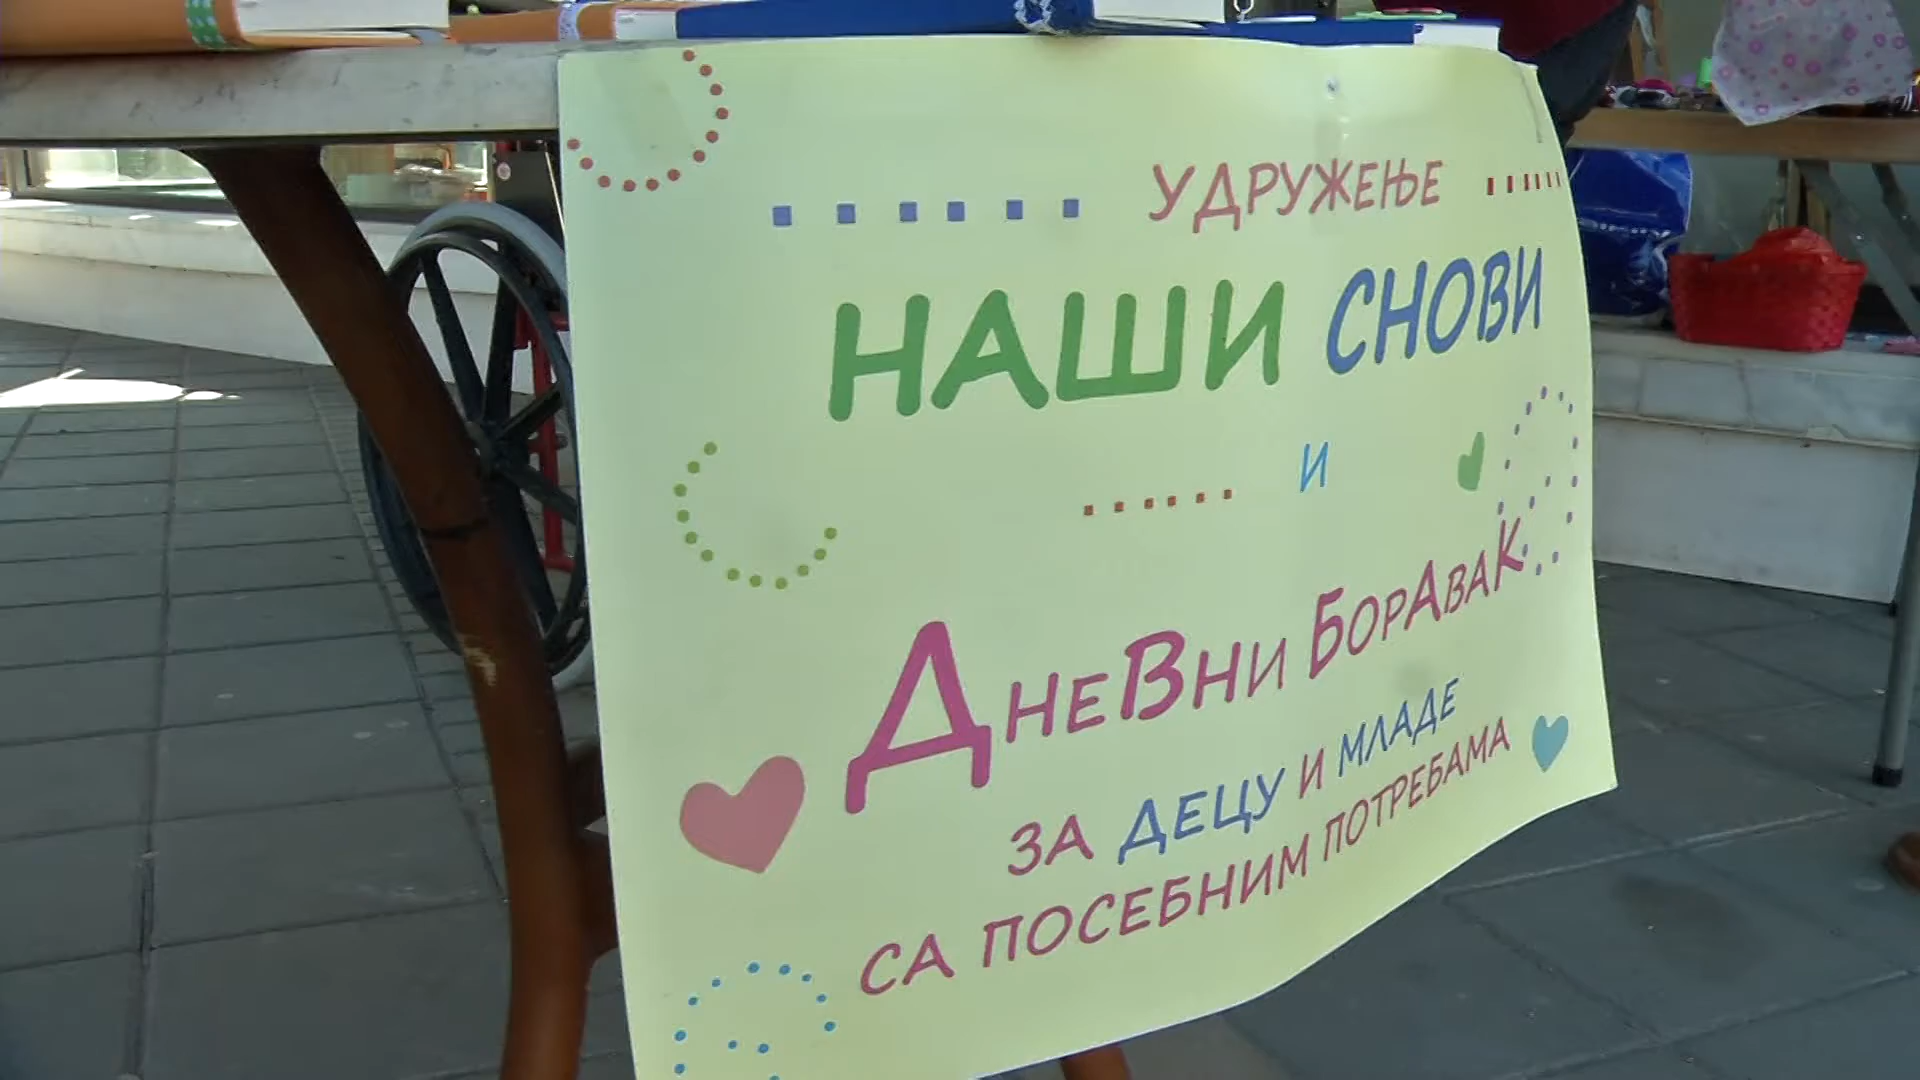 УДРУЖЕЊЕ
НАШИ СНОВИ
И
ДНЕВНИ БОРАВАК
ЗА ДЕЦУ И МЛАДЕ
СА ПОСЕБНИМ ПОТРЕБАМА